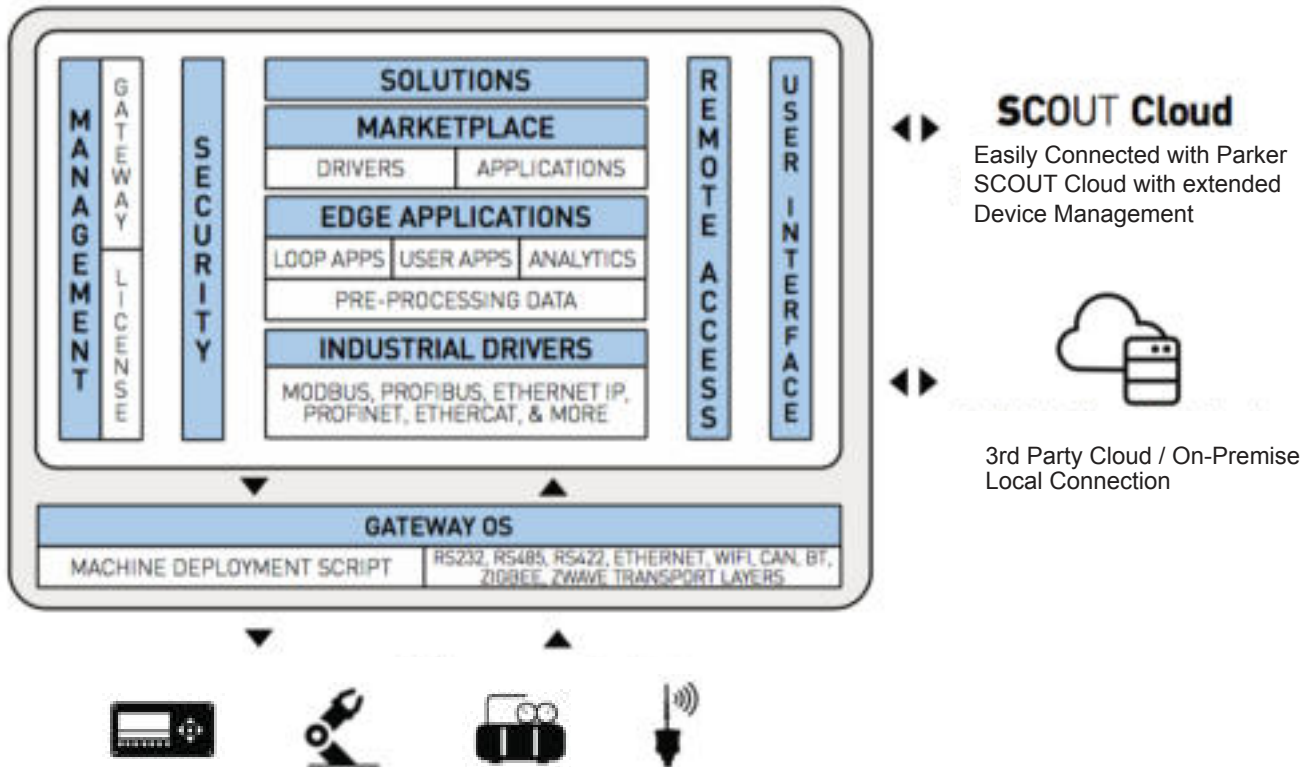 MANAGEMENT
GATEWAY
LICENSE
SECURITY
SOLUTIONS
MARKETPLACE
DRIVERS
APPLICATIONS
EDGE APPLICATIONS
LOOP APPS
USER APPS
ANALYTICS
PRE-PROCESSING DATA
INDUSTRIAL DRIVERS
MODBUS, PROFIBUS, ETHERNET IP,
PROFINET, ETHERCAT, & MORE
REMOTE ACCESS
USER INTERFACE
SCOUT Cloud
Easily Connected with Parker
SCOUT Cloud with extended
Device Management
3rd Party Cloud / On-Premise
Local Connection
GATEWAY OS
MACHINE DEPLOYMENT SCRIPT
RS232, RS485, RS422, ETHERNET, WIFI, CAN, BT,
ZIGBEE, ZWAVE TRANSPORT LAYERS